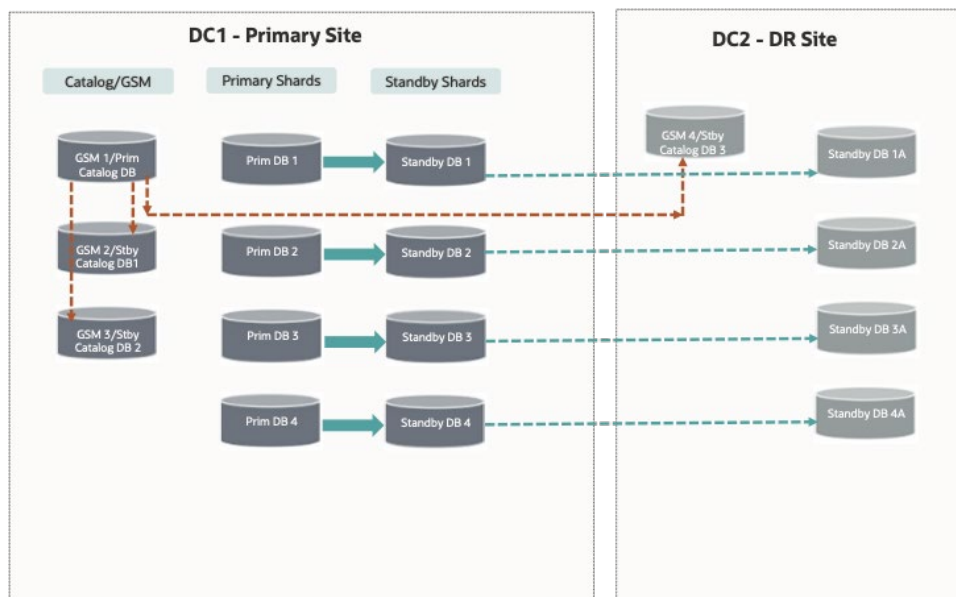 DC1 - Primary Site
Catalog/GSM
Primary Shards
Standby Shards
GSM 1/Prim
Catalog DB
Prim DB 1
Standby DB 1
GSM 2/Stby
Catalog DB1
Prim DB 2
Standby DB 2
GSM 3/Stby
Catalog DB 2
Prim DB 3
Standby DB 3
Prim DB 4
Standby DB 4
DC2 - DR Site
GSM 4/Stby
Catalog DB 3
Standby DB 1A
Standby DB 2A
Standby DB 3A
Standby DB 4A